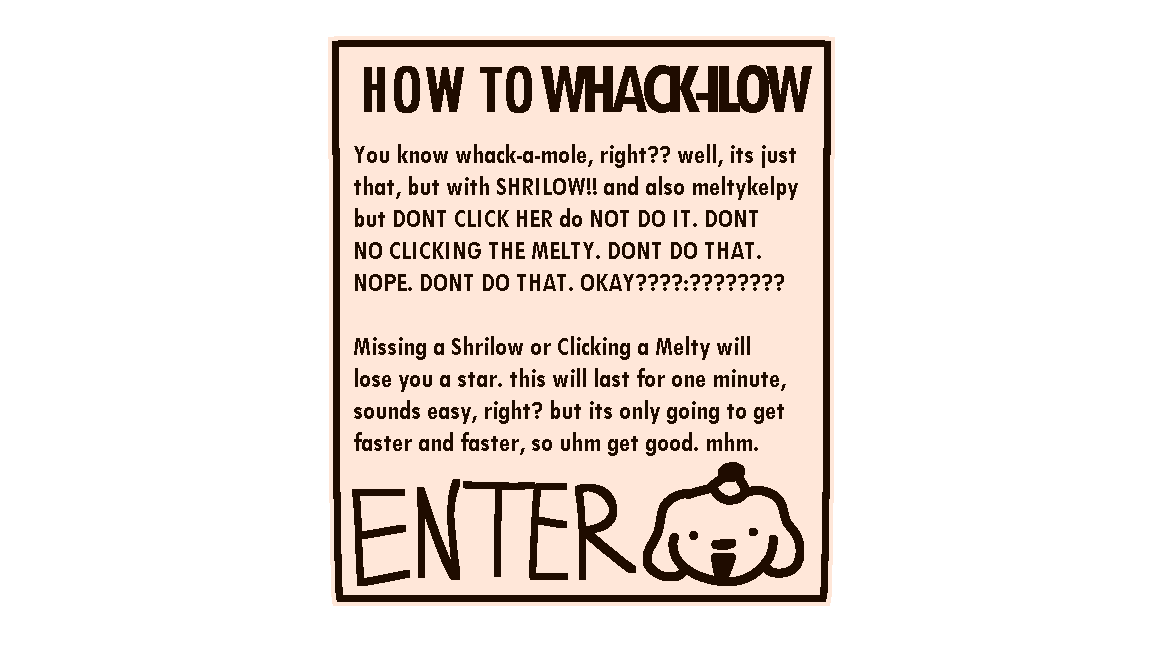 HOW TO WHACK-ILOW
You know whack-a-mole, right?? well, its just
that, but with SHRILOW!! and also meltykelpy
but DONT CLICK HER do NOT DO IT. DONT
NO CLICKING THE MELTY. DONT DO THAT.
NOPE. DONT DO THAT. OKAY????:????????
Missing a Shrilow or Clicking a Melty will
lose you a star. this will last for one minute,
sounds easy, right? but its only going to get
faster and faster, so uhm get good. mhm.
ENTER